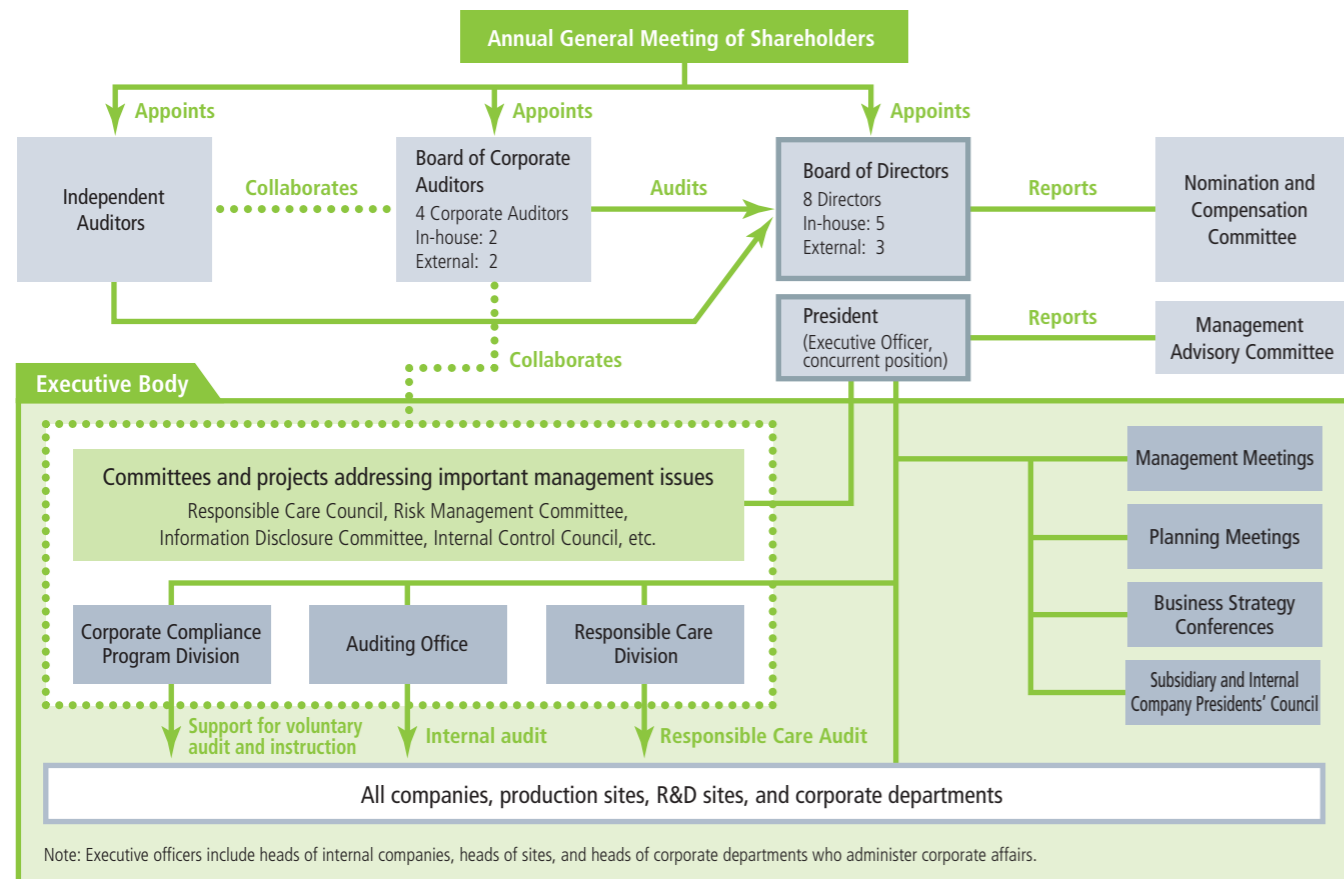 Annual General Meeting of Shareholders
Appoints
Appoints
Appoints
Independent
Auditors
Collaborates
Board of Corporate
Auditors
4 Corporate Auditors
In-house: 2
External: 2
Audits
Board of Directors
8 Directors
In-house: 5
External: 3
Reports
Nomination and
Compensation
Committee
President
(Executive Officer,
concurrent position)
Reports
Management
Advisory Committee
Collaborates
Executive Body
Committees and projects addressing important management issues
Responsible Care Council, Risk Management Committee,
Information Disclosure Committee, Internal Control Council, etc.
Management Meetings
Planning Meetings
Business Strategy
Conferences
Subsidiary and Internal
Company Presidents' Council
Corporate Compliance
Program Division
Auditing Office
Responsible Care
Division
Support for voluntary
audit and instruction
Internal audit
Responsible Care Audit
All companies, production sites, R&D sites, and corporate departments
Note: Executive officers include heads of internal companies, heads of sites, and heads of corporate departments who administer corporate affairs.